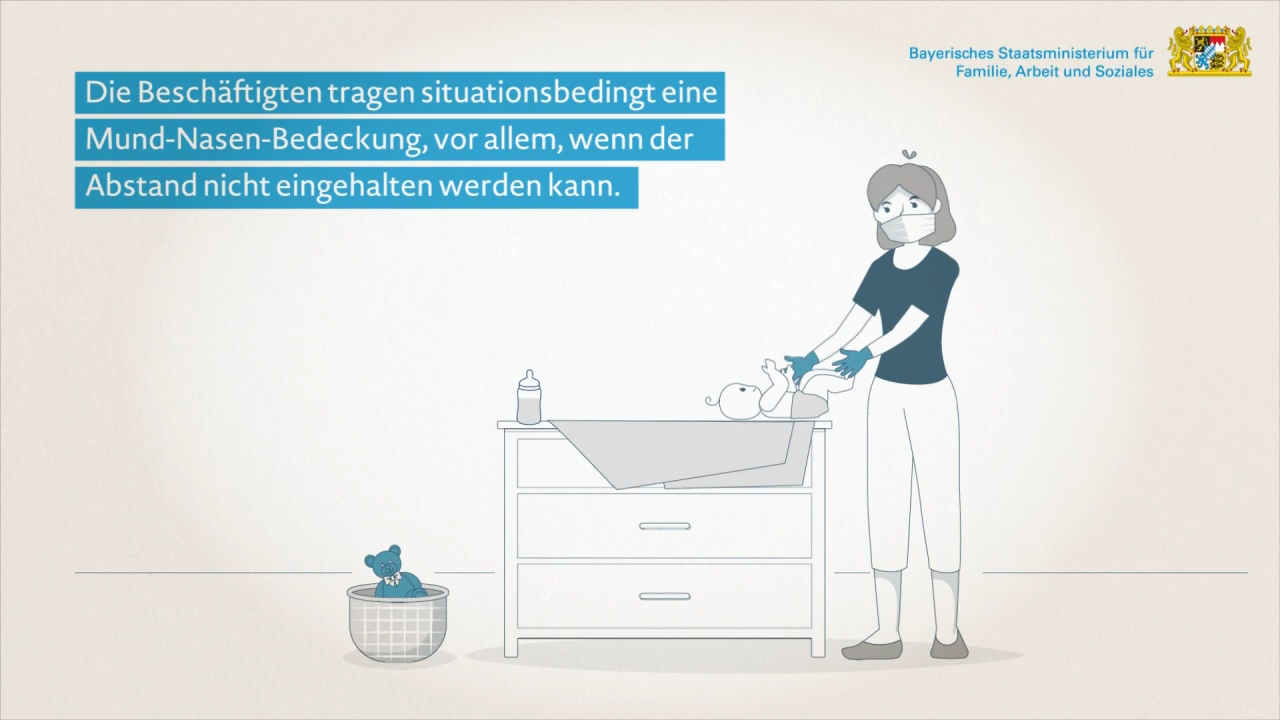 Bayerisches Staatsministerium für
Familie, Arbeit und Soziales
Die Beschäftigten tragen situationsbedingt eine
Mund-Nasen-Bedeckung, vor allem, wenn der
Abstand nicht eingehalten werden kann.